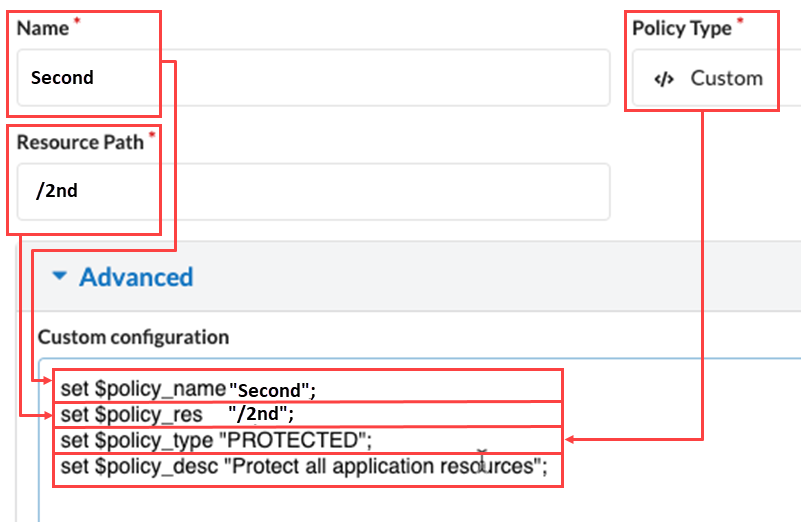 Name *
Policy Type *
Second
</> Custom
Resource Path *
/2nd
Advanced
Custom configuration
set $policy_name "Second";
set $policy_res "/2nd";
set $policy_type "PROTECTED";
set $policy_desc "Protect all application resources";